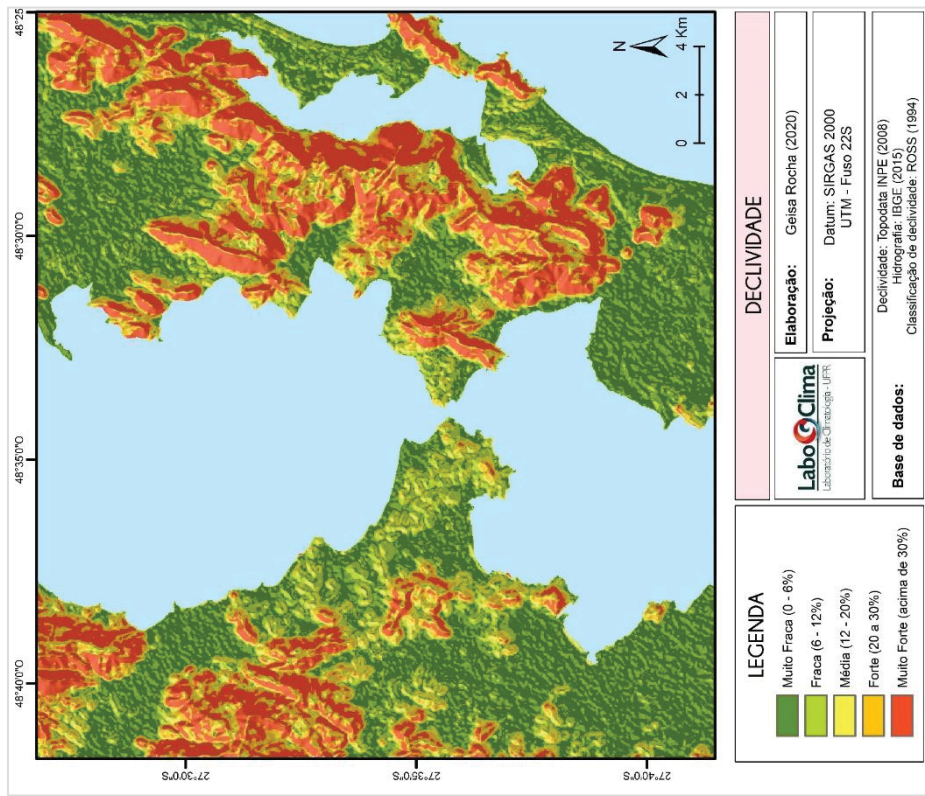 48°40'0"O
48°35'0"O
48°30'0"O
48°25
27°30'0"S
27°35'0"S
27°40'0"S
N
0 2 4 Km
LEGENDA
Muito Fraca (0 - 6%)
Fraca (6 - 12%)
Média (12 - 20%)
Forte (20 a 30%)
Muito Forte (acima de 30%)
DECLIVIDADE
LaboClima
Laboratório de Climatologia - UFPR
Elaboração: Geisa Rocha (2020)
Projeção: Datum: SIRGAS 2000
UTM - Fuso 22S
Base de dados:
Declividade: Topodata INPE (2008)
Hidrografia: IBGE (2015)
Classificação de declividade: ROSS (1994)